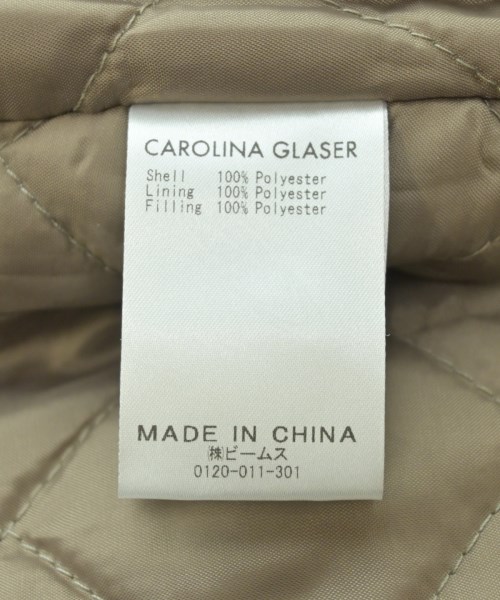 CAROLINA GLASER
Shell 100% Polyester
Lining 100% Polyester
Filling 100% Polyester
MADE IN CHINA
㈱ビームス
0120-011-301